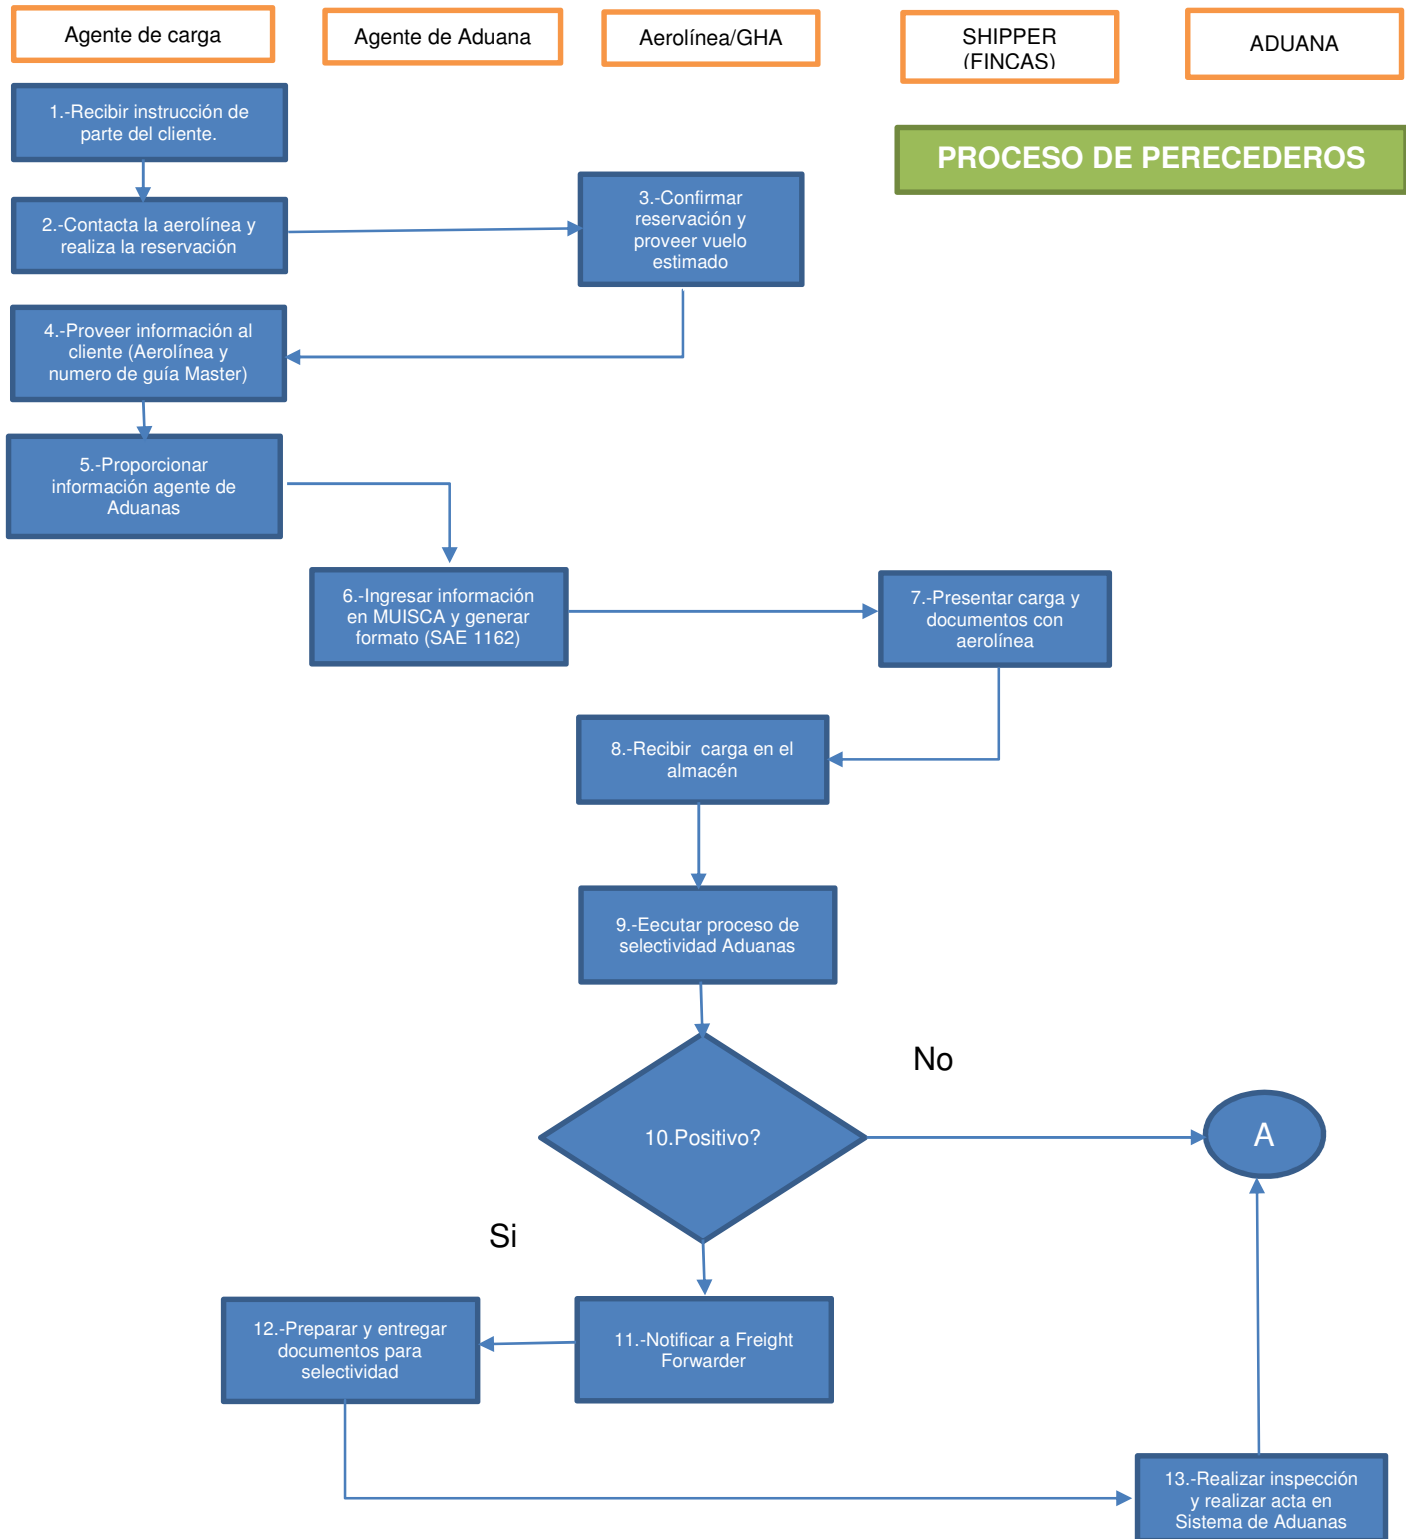 Agente de carga
Agente de Aduana
Aerolínea/GHA
SHIPPER
(FINCAS)
ADUANA
PROCESO DE PERECEDEROS
1.-Recibir instrucción de
parte del cliente.
2.-Contacta la aerolínea y
realiza la reservación
3.-Confirmar
reservación y
proveer vuelo
estimado
4.-Proveer información al
cliente (Aerolínea y
numero de guía Master)
5.-Proporcionar
información agente de
Aduanas
6.-Ingresar información
en MUISCA y generar
formato (SAE 1162)
7.-Presentar carga y
documentos con
aerolínea
8.-Recibir  carga en el
almacén
9.-Eecutar proceso de
selectividad Aduanas
10.Positivo?
No
A
Si
11.-Notificar a Freight
Forwarder
12.-Preparar y entregar
documentos para
selectividad
13.-Realizar inspección
y realizar acta en
Sistema de Aduanas